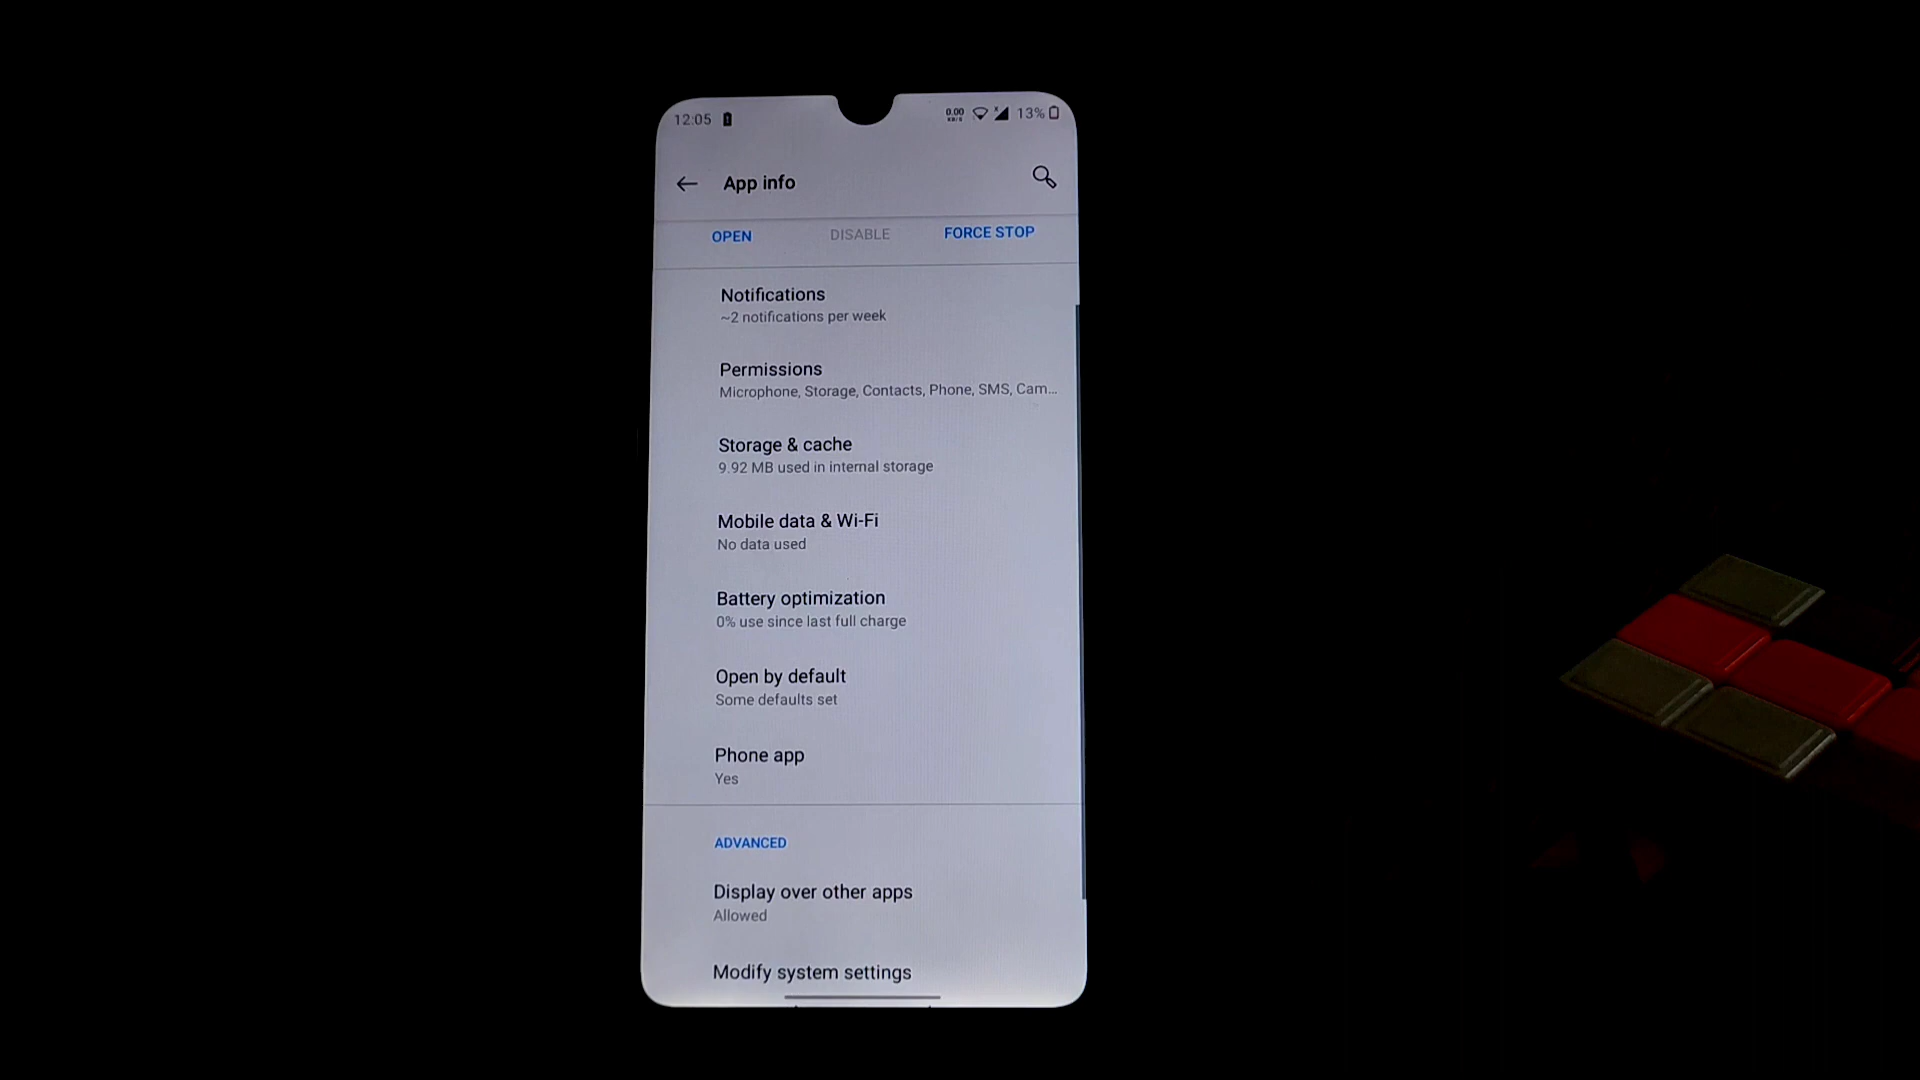 12:05
0.00
KB/S
13%
App info
OPEN
DISABLE
FORCE STOP
Notifications
~2 notifications per week
Permissions
Microphone, Storage, Contacts, Phone, SMS, Cam...
Storage & cache
9.92 MB used in internal storage
Mobile data & Wi-Fi
No data used
Battery optimization
0% use since last full charge
Open by default
Some defaults set
Phone app
Yes
ADVANCED
Display over other apps
Allowed
Modify system settings